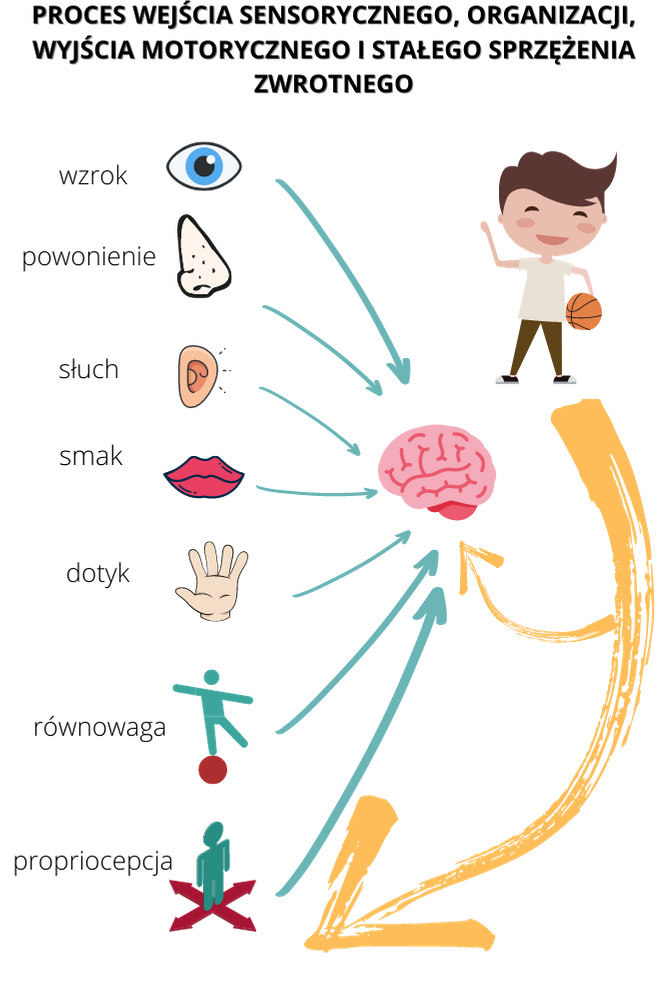 PROCES WEJŚCIA SENSORYCZNEGO, ORGANIZACJI,
WYJŚCIA MOTORYCZNEGO I STAŁEGO SPRZĘŻENIA
ZWROTNEGO
wzrok
powonienie
słuch
smak
dotyk
równowaga
propriocepcja